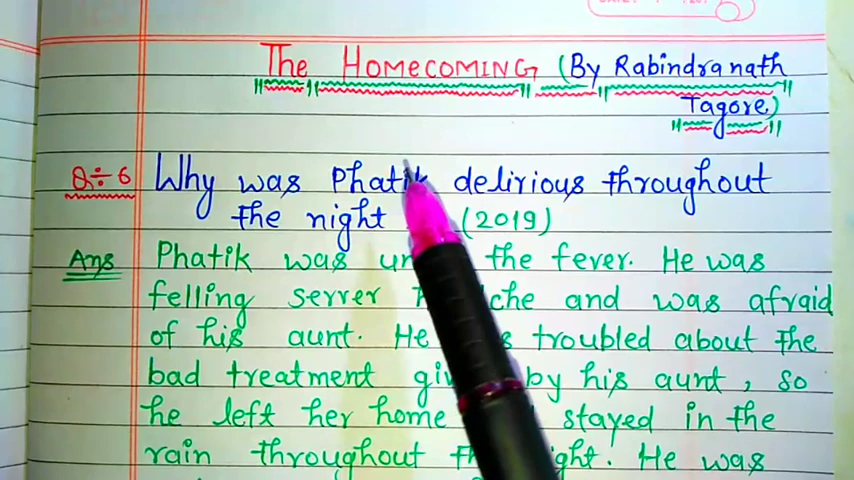 The HOMECOMING (By Rabindranath
Tagore)
Q÷6 Why was Phatik delirious throughout
the night (2019)
Ans Phatik was the fever. He was
felling serrer and was afraid
of his aunt. He troubled about the
bad treatment by his aunt, so
he left her home stayed in the
rain throughout He was